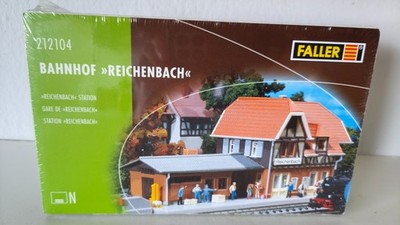 212104
FALLER
BAHNHOF »REICHENBACH«
»REICHENBACH« STATION
GARE DE »REICHENBACH«
STATION »REICHENBACH«
N